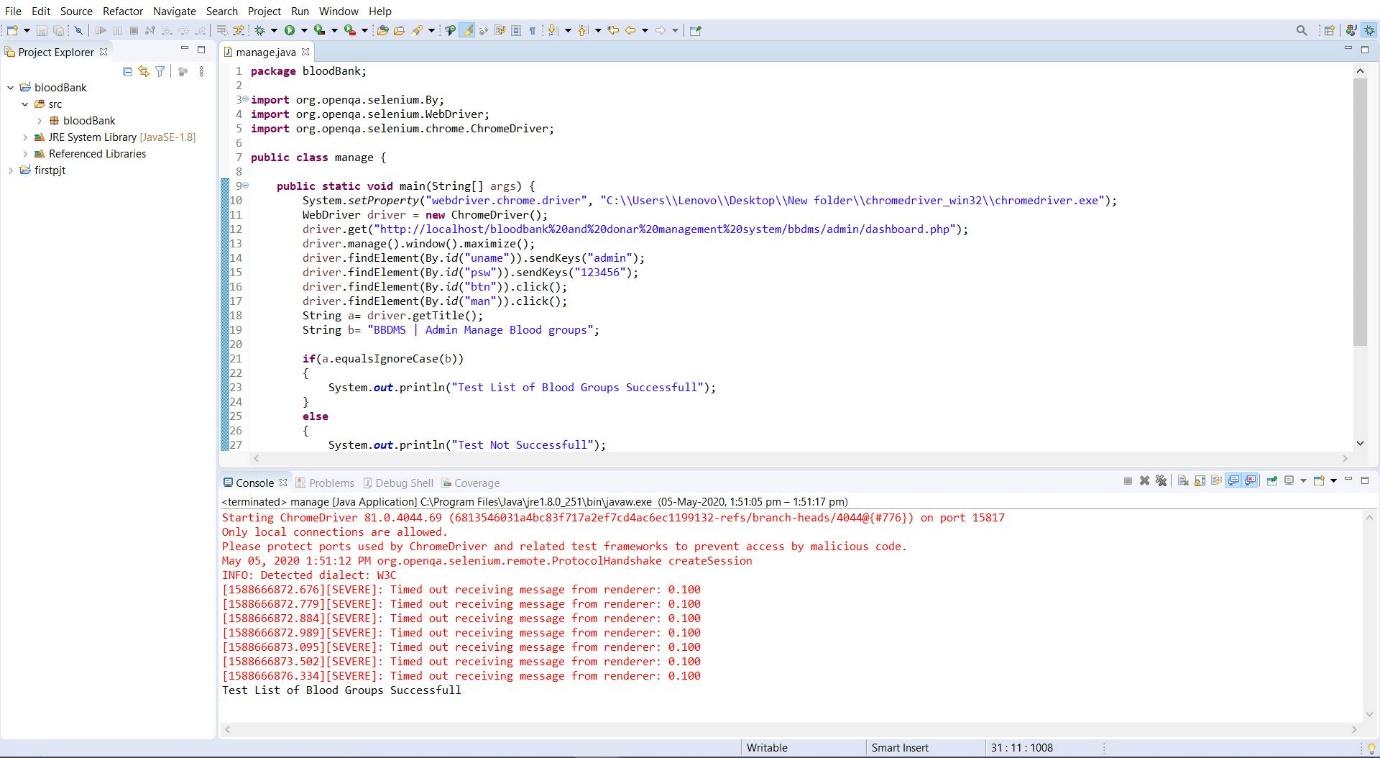 File Edit Source Refactor Navigate Search Project Run Window Help
Project Explorer
bloodBank
src
bloodBank
JRE System Library [JavaSE-1.8]
Referenced Libraries
firstpjt
manage.java
1 package bloodBank;
2
3 import org.openqa.selenium.By;
4 import org.openqa.selenium.WebDriver;
5 import org.openqa.selenium.chrome.ChromeDriver;
6
7 public class manage {
8
9 public static void main(String[] args) {
10 System.setProperty("webdriver.chrome.driver", "C:\\Users\\Lenovo\\Desktop\\New folder\\chromedriver_win32\\chromedriver.exe");
11 WebDriver driver = new ChromeDriver();
12 driver.get("http://localhost/bloodbank%20and%20donar%20management%20system/bbdms/admin/dashboard.php");
13 driver.manage().window().maximize();
14 driver.findElement(By.id("uname")).sendKeys("admin");
15 driver.findElement(By.id("psw")).sendKeys("123456");
16 driver.findElement(By.id("btn")).click();
17 driver.findElement(By.id("man")).click();
18 String a= driver.getTitle();
19 String b= "BBDMS | Admin Manage Blood groups";
20
21 if(a.equalsIgnoreCase(b))
22 {
23 System.out.println("Test List of Blood Groups Successfull");
24 }
25 else
26 {
27 System.out.println("Test Not Successfull");
Console Problems Debug Shell Coverage
<terminated> manage [Java Application] C:\Program Files\Java\jre1.8.0_251\bin\javaw.exe (05-May-2020, 1:51:05 pm – 1:51:17 pm)
Starting ChromeDriver 81.0.4044.69 (6813546031a4bc83f717a2ef7cd4ac6ec1199132-refs/branch-heads/4044@{#776}) on port 15817
Only local connections are allowed.
Please protect ports used by ChromeDriver and related test frameworks to prevent access by malicious code.
May 05, 2020 1:51:12 PM org.openqa.selenium.remote.ProtocolHandshake createSession
INFO: Detected dialect: W3C
[1588666872.676][SEVERE]: Timed out receiving message from renderer: 0.100
[1588666872.779][SEVERE]: Timed out receiving message from renderer: 0.100
[1588666872.884][SEVERE]: Timed out receiving message from renderer: 0.100
[1588666872.989][SEVERE]: Timed out receiving message from renderer: 0.100
[1588666873.095][SEVERE]: Timed out receiving message from renderer: 0.100
[1588666873.502][SEVERE]: Timed out receiving message from renderer: 0.100
[1588666876.334][SEVERE]: Timed out receiving message from renderer: 0.100
Test List of Blood Groups Successfull
Writable Smart Insert 31 : 11 : 1008